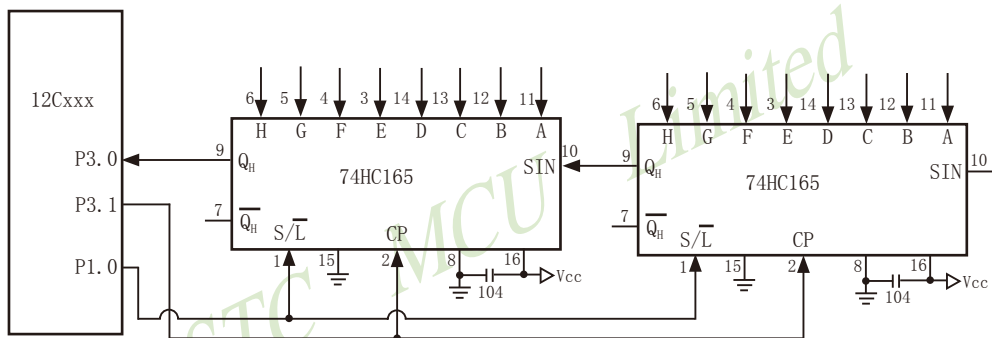 12Cxxx
P3.0
P3.1
P1.0
6 5 4 3 14 13 12 11
H G F E D C B A
9 QH
74HC165
SIN 10
7 QH
S/L
CP
1 15 2 8 16
104
Vcc
6 5 4 3 14 13 12 11
H G F E D C B A
9 QH
74HC165
SIN 10
7 QH
S/L
CP
1 15 2 8 16
104
Vcc
STC MCU Limited